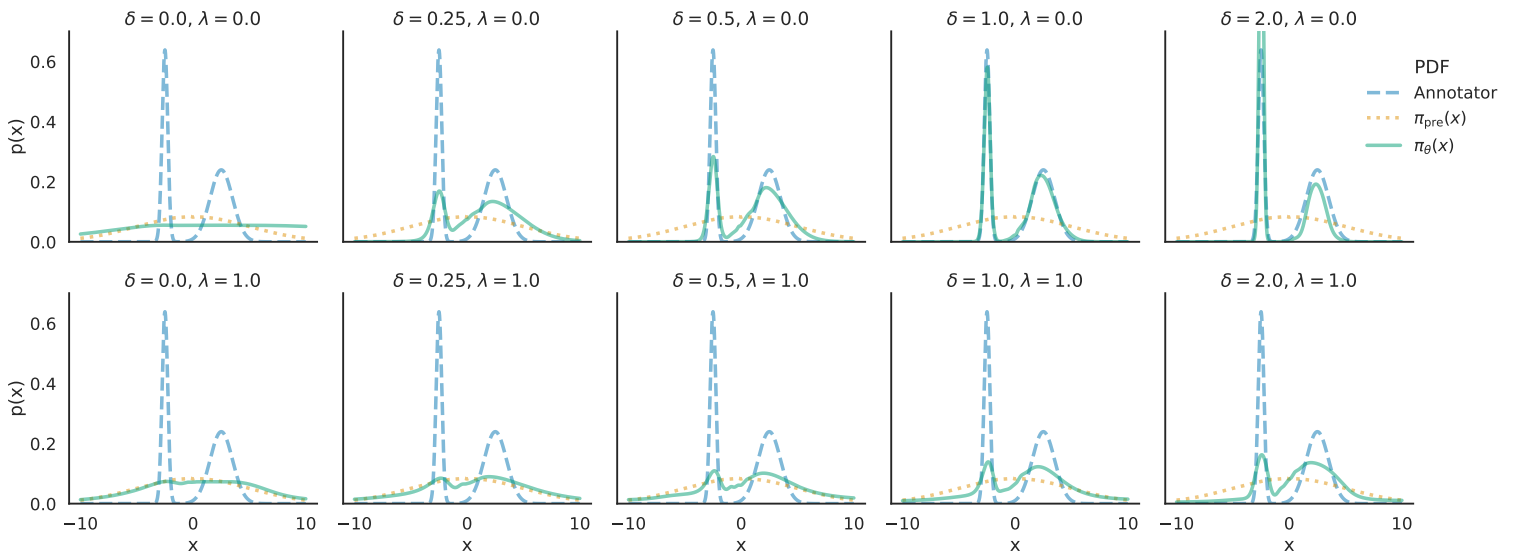 δ = 0.0, λ = 0.0
δ = 0.25, λ = 0.0
δ = 0.5, λ = 0.0
δ = 1.0, λ = 0.0
δ = 2.0, λ = 0.0
p(x)
0.6
0.4
0.2
0.0
PDF
Annotator
π_pre(x)
π_θ(x)
δ = 0.0, λ = 1.0
δ = 0.25, λ = 1.0
δ = 0.5, λ = 1.0
δ = 1.0, λ = 1.0
δ = 2.0, λ = 1.0
p(x)
0.6
0.4
0.2
0.0
−10 0 10
−10 0 10
−10 0 10
−10 0 10
−10 0 10
x
x
x
x
x